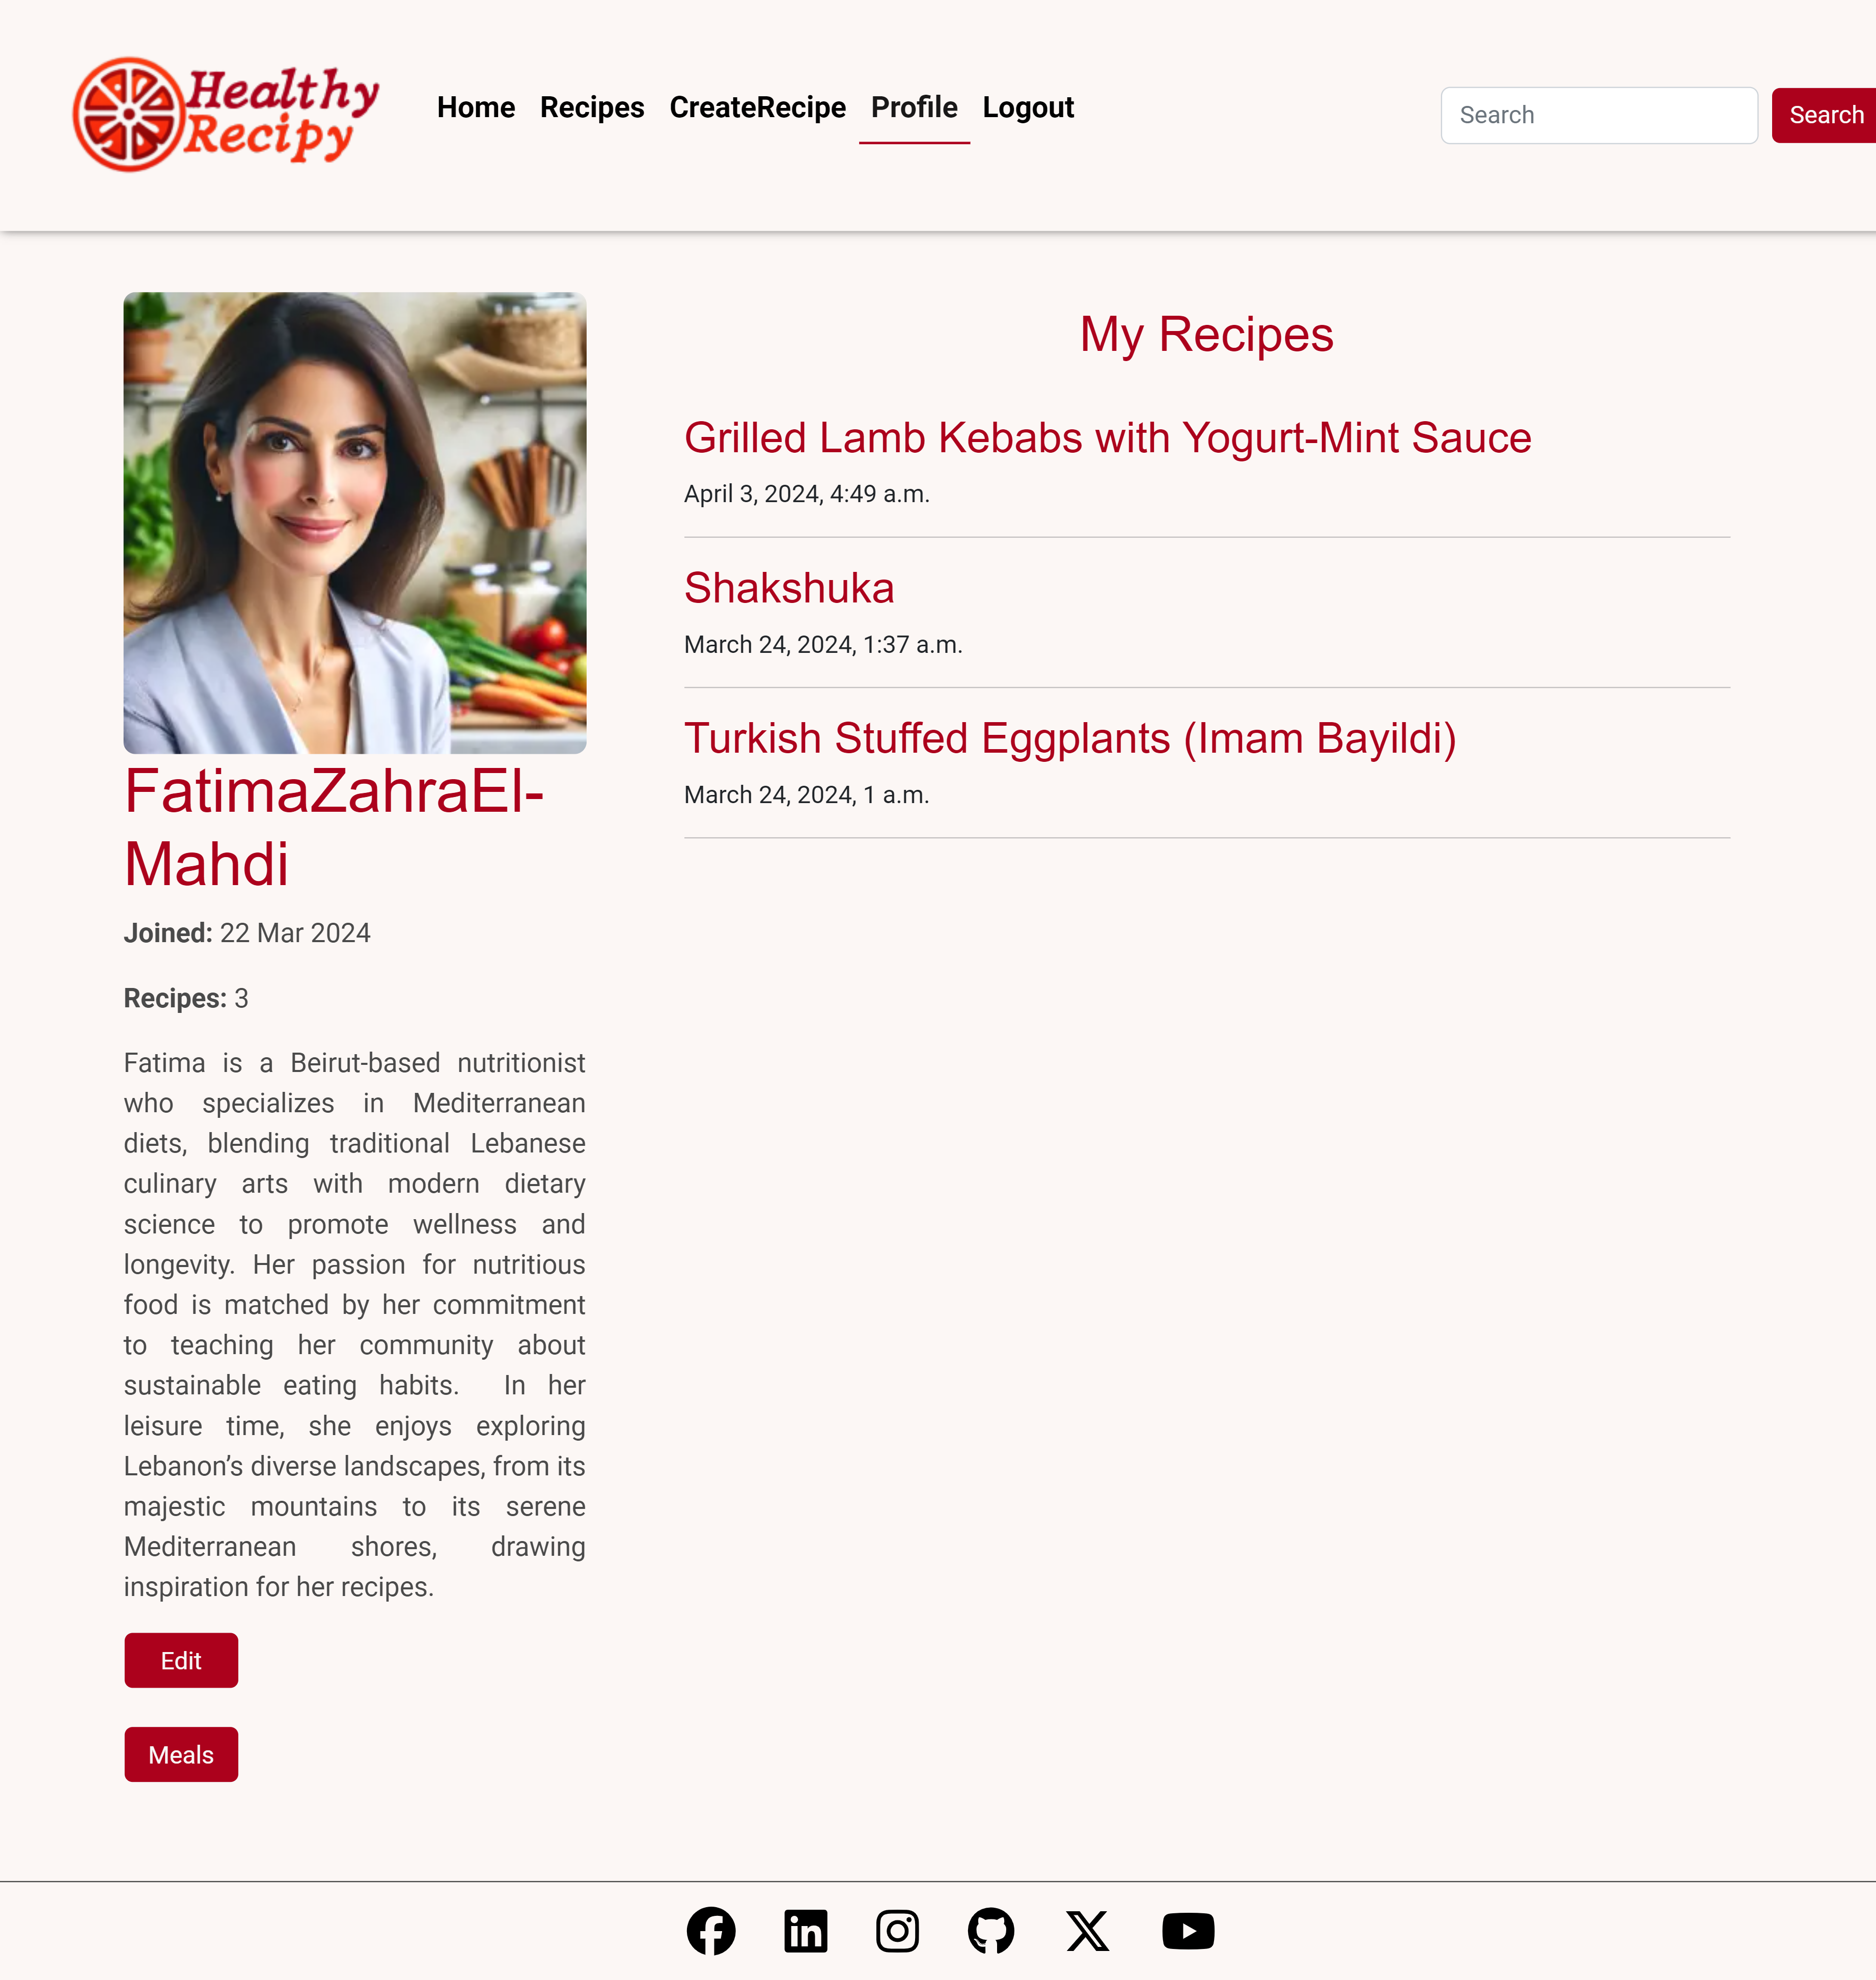 Healthy
Recipy
Home Recipes CreateRecipe Profile Logout
Search Search
FatimaZahraEl-
Mahdi
Joined: 22 Mar 2024
Recipes: 3
Fatima is a Beirut-based nutritionist
who specializes in Mediterranean
diets, blending traditional Lebanese
culinary arts with modern dietary
science to promote wellness and
longevity. Her passion for nutritious
food is matched by her commitment
to teaching her community about
sustainable eating habits. In her
leisure time, she enjoys exploring
Lebanon’s diverse landscapes, from its
majestic mountains to its serene
Mediterranean shores, drawing
inspiration for her recipes.
Edit
Meals
My Recipes
Grilled Lamb Kebabs with Yogurt-Mint Sauce
April 3, 2024, 4:49 a.m.
Shakshuka
March 24, 2024, 1:37 a.m.
Turkish Stuffed Eggplants (Imam Bayildi)
March 24, 2024, 1 a.m.